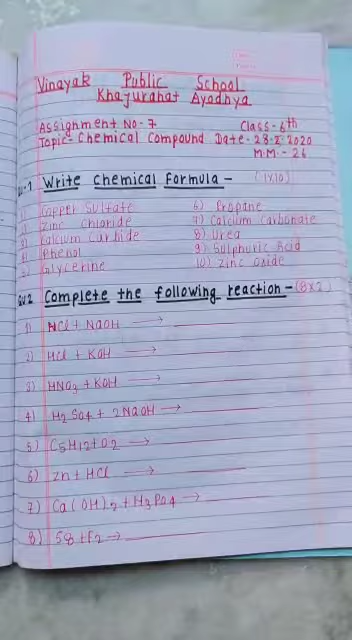 Vinayak Public School
Khajurahat Ayodhya
Assignment No-7 Class-6th
Topic-Chemical Compound Date-28-2-2020
M.M.-26
Qu-1 Write Chemical formula - (1x10)
1) Copper Sulfate 6) Propane
2) Zinc Chloride 7) Calcium Carbonate
3) Calcium Carbide 8) Urea
4) Phenol 9) Sulphuric Acid
5) Glycerine 10) Zinc Oxide
Qu2 Complete the following reaction-(8x2)
1) HCl + NaOH →
2) HCl + KOH →
3) HNO3 + KOH →
4) H2SO4 + 2NaOH →
5) C5H12+O2 →
6) Zn + HCl →
7) Ca(OH)2 + H3PO4 →
8) S8 + F2 →